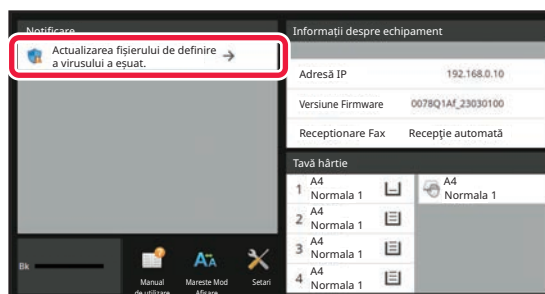 Notificare
Actualizarea fișierului de definire
a virusului a eșuat.
Informații despre echipament
Adresă IP 192.168.0.10
Versiune Firmware 0078Q1Af_23030100
Receptionare Fax Recepție automată
Tavă hârtie
1 A4
Normala 1
A4
Normala 1
2 A4
Normala 1
3 A4
Normala 1
4 A4
Normala 1
Bk
Manual
de utilizare
Mareste Mod
Afisare
Setari